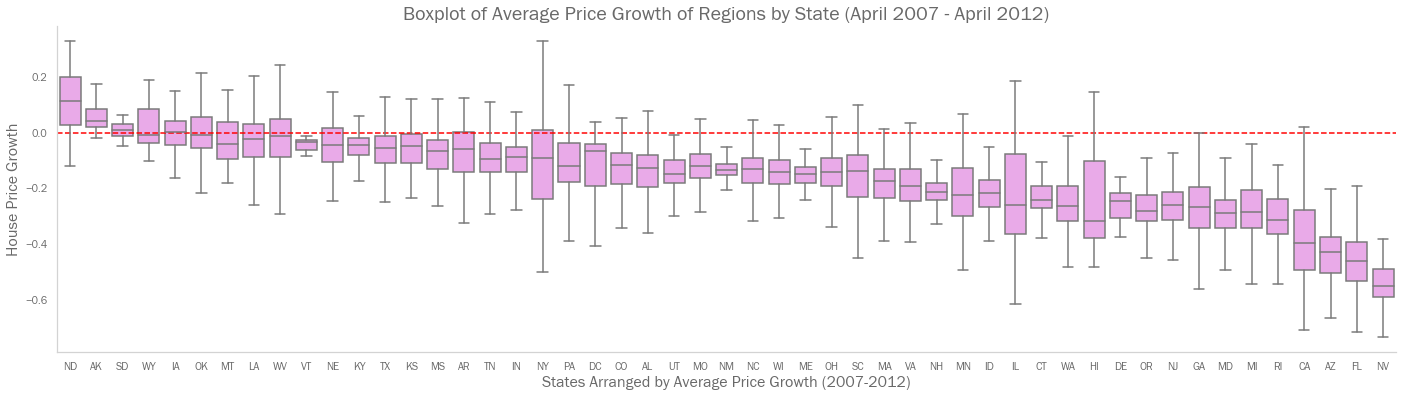 Boxplot of Average Price Growth of Regions by State (April 2007 - April 2012)
House Price Growth
0.2
0.0
−0.2
−0.4
−0.6
ND AK SD WY IA OK MT LA WV VT NE KY TX KS MS AR TN IN NY PA DC CO AL UT MO NM NC WI ME OH SC MA VA NH MN ID IL CT WA HI DE OR NJ GA MD MI RI CA AZ FL NV
States Arranged by Average Price Growth (2007-2012)